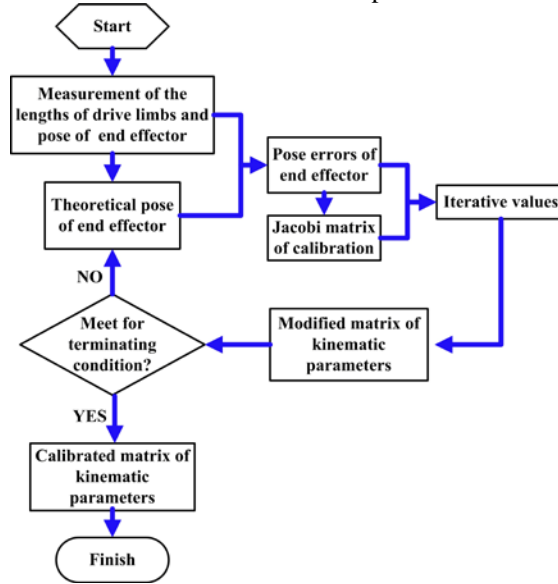 Start
Measurement of the
lengths of drive limbs and
pose of end effector
Theoretical pose
of end effector
Pose errors of
end effector
Jacobi matrix
of calibration
Iterative values
NO
Meet for
terminating
condition?
Modified matrix of
kinematic
parameters
YES
Calibrated matrix of
kinematic
parameters
Finish